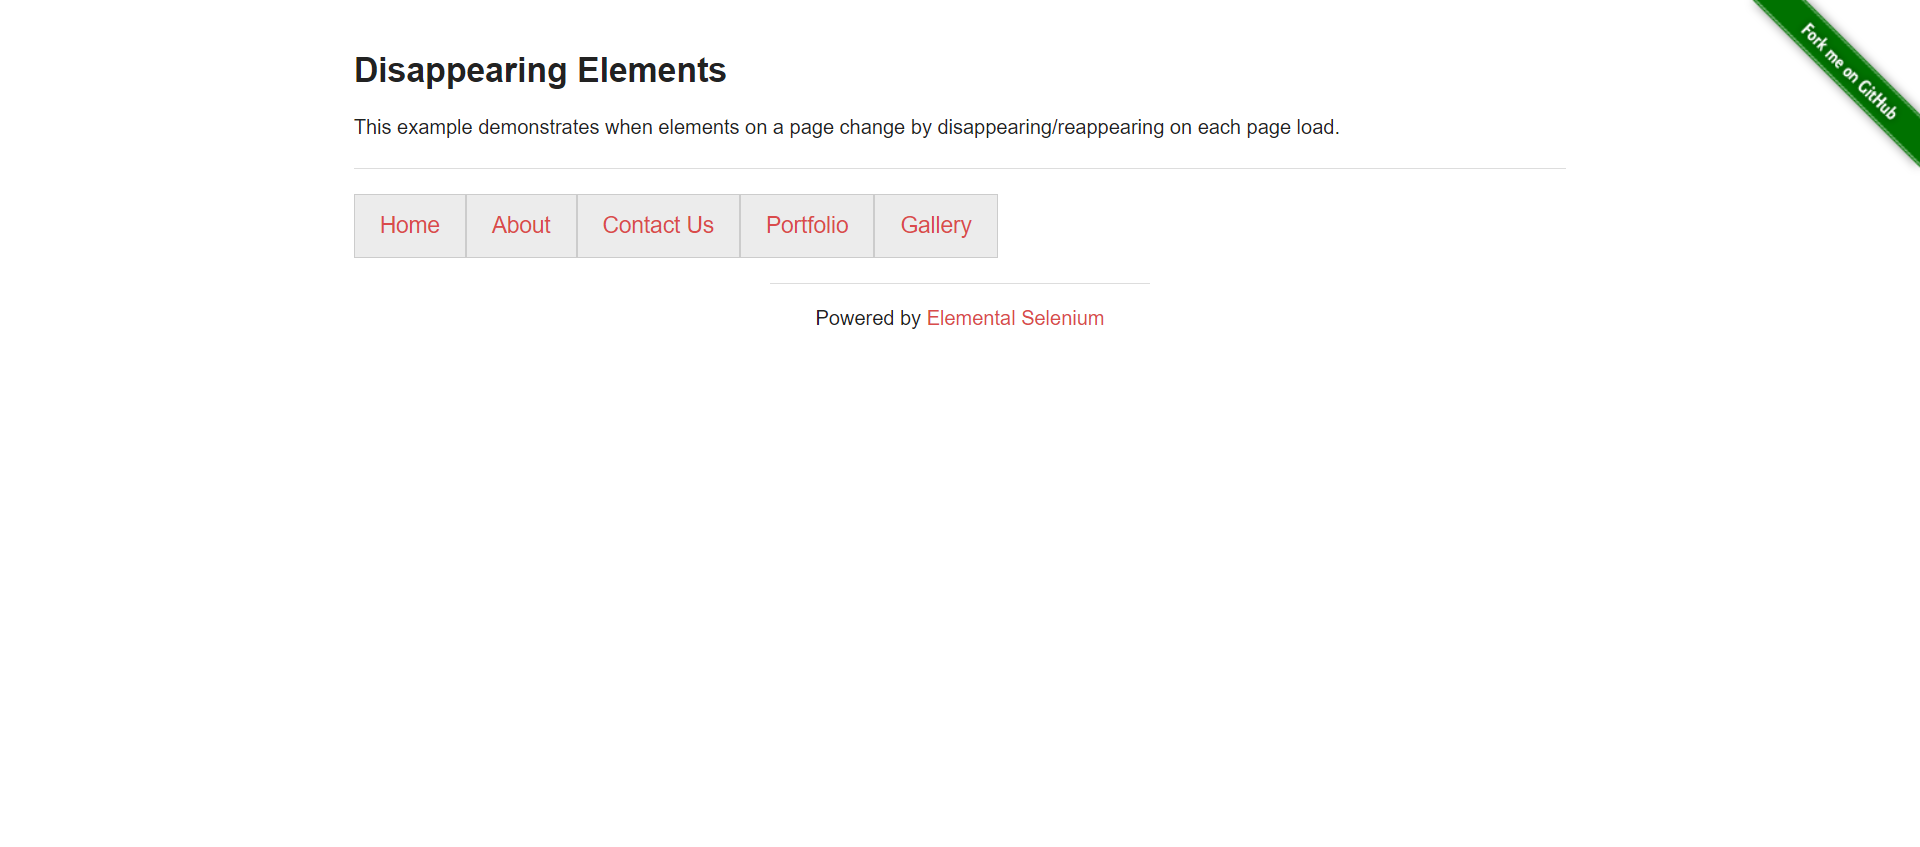 Fork me on GitHub
Disappearing Elements
This example demonstrates when elements on a page change by disappearing/reappearing on each page load.
Home About Contact Us Portfolio Gallery
Powered by Elemental Selenium